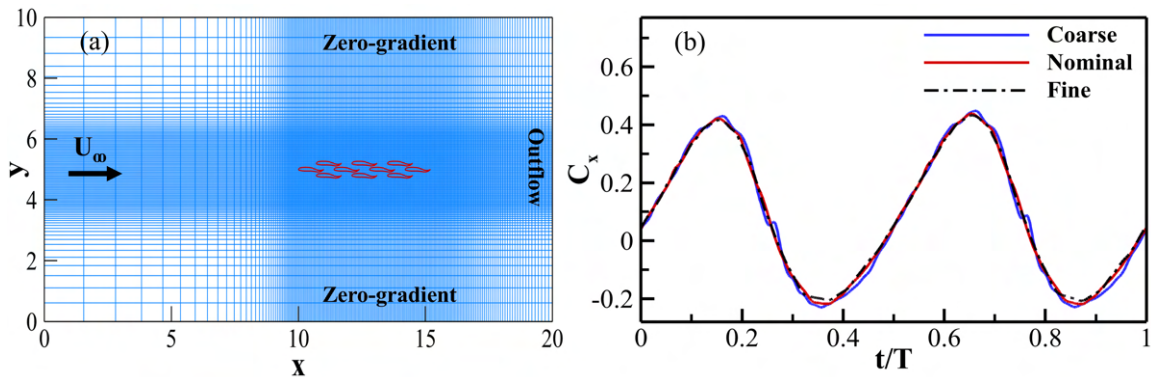 (a)
Zero-gradient
U∞
Outflow
Zero-gradient
y
10
8
6
4
2
0
0
5
10
15
20
x
(b)
Coarse
Nominal
Fine
Cx
0.6
0.4
0.2
0
-0.2
0
0.2
0.4
0.6
0.8
1
t/T